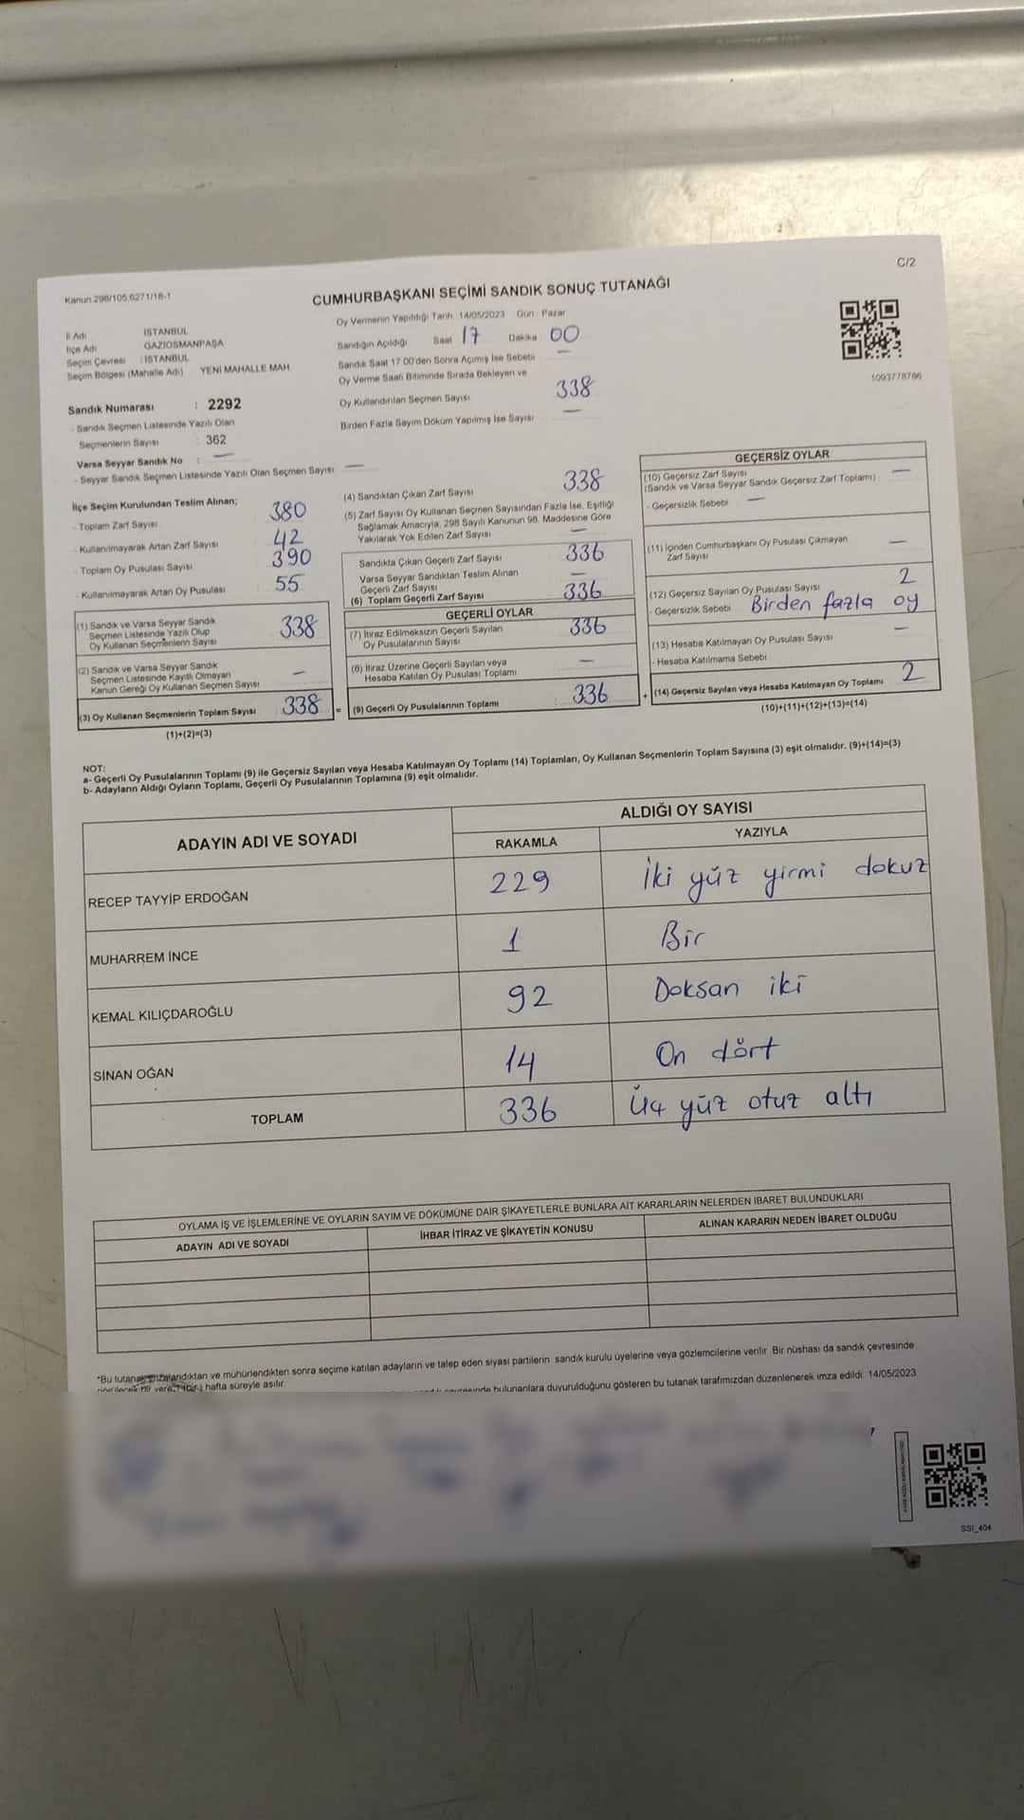 C/2
Kanun 298/105 6271/18-1
CUMHURBAŞKANI SEÇİMİ SANDIK SONUÇ TUTANAĞI
İl Adı İSTANBUL
İlçe Adı GAZİOSMANPAŞA
Seçim Çevresi : İSTANBUL
Seçim Bölgesi (Mahalle Adı) YENİ MAHALLE MAH.
Sandık Numarası : 2292
- Sandık Seçmen Listesinde Yazılı Olan
Seçmenlerin Sayısı : 362
Varsa Seyyar Sandık No : —
- Seyyar Sandık Seçmen Listesinde Yazılı Olan Seçmen Sayısı —
Oy Vermenin Yapıldığı Tarih: 14/05/2023 Gün: Pazar
Sandığın Açıldığı Saat 17 Dakika 00
Sandık Saat 17.00'den Sonra Açılmış İse Sebebi —
Oy Verme Saati Bitiminde Sırada Bekleyen ve
Oy Kullandırılan Seçmen Sayısı 338
Birden Fazla Sayım Döküm Yapılmış İse Sayısı —
1093778766
İlçe Seçim Kurulundan Teslim Alınan;
- Toplam Zarf Sayısı 380
- Kullanılmayarak Artan Zarf Sayısı 42
- Toplam Oy Pusulası Sayısı 390
- Kullanılmayarak Artan Oy Pusulası 55
(1) Sandık ve Varsa Seyyar Sandık
Seçmen Listesinde Yazılı Olup
Oy Kullanan Seçmenlerin Sayısı 338
(2) Sandık ve Varsa Seyyar Sandık
Seçmen Listesinde Kayıtlı Olmayan
Kanun Gereği Oy Kullanan Seçmen Sayısı —
(3) Oy Kullanan Seçmenlerin Toplam Sayısı 338 =
(1)+(2)=(3)
(4) Sandıktan Çıkan Zarf Sayısı 338
(5) Zarf Sayısı Oy Kullanan Seçmen Sayısından Fazla İse, Eşitliği
Sağlamak Amacıyla, 298 Sayılı Kanunun 98. Maddesine Göre
Yakılarak Yok Edilen Zarf Sayısı —
Sandıkta Çıkan Geçerli Zarf Sayısı 336
Varsa Seyyar Sandıktan Teslim Alınan
Geçerli Zarf Sayısı —
(6) Toplam Geçerli Zarf Sayısı 336
GEÇERLİ OYLAR
(7) İtiraz Edilmeksizin Geçerli Sayılan
Oy Pusulalarının Sayısı 336
(8) İtiraz Üzerine Geçerli Sayılan veya
Hesaba Katılan Oy Pusulası Toplamı —
(9) Geçerli Oy Pusulalarının Toplamı 336 +
GEÇERSİZ OYLAR
(10) Geçersiz Zarf Sayısı
(Sandık ve Varsa Seyyar Sandık Geçersiz Zarf Toplamı) —
- Geçersizlik Sebebi —
(11) İçinden Cumhurbaşkanı Oy Pusulası Çıkmayan
Zarf Sayısı —
(12) Geçersiz Sayılan Oy Pusulası Sayısı 2
- Geçersizlik Sebebi Birden fazla oy
(13) Hesaba Katılmayan Oy Pusulası Sayısı —
- Hesaba Katılmama Sebebi
(14) Geçersiz Sayılan veya Hesaba Katılmayan Oy Toplamı 2
(10)+(11)+(12)+(13)=(14)
NOT:
a- Geçerli Oy Pusulalarının Toplamı (9) ile Geçersiz Sayılan veya Hesaba Katılmayan Oy Toplamı (14) Toplamları, Oy Kullanan Seçmenlerin Toplam Sayısına (3) eşit olmalıdır. (9)+(14)=(3)
b- Adayların Aldığı Oyların Toplamı, Geçerli Oy Pusulalarının Toplamına (9) eşit olmalıdır.
ADAYIN ADI VE SOYADI ALDIĞI OY SAYISI
RAKAMLA YAZIYLA
RECEP TAYYİP ERDOĞAN 229 İki yüz yirmi dokuz
MUHARREM İNCE 1 Bir
KEMAL KILIÇDAROĞLU 92 Doksan iki
SİNAN OĞAN 14 On dört
TOPLAM 336 Üç yüz otuz altı
OYLAMA İŞ VE İŞLEMLERİNE VE OYLARIN SAYIM VE DÖKÜMÜNE DAİR ŞİKAYETLERLE BUNLARA AİT KARARLARIN NELERDEN İBARET BULUNDUKLARI
ADAYIN ADI VE SOYADI İHBAR İTİRAZ VE ŞİKAYETİN KONUSU ALINAN KARARIN NEDEN İBARET OLDUĞU
*Bu tutanak imzalandıktan ve mühürlendikten sonra seçime katılan adayların ve talep eden siyasi partilerin sandık kurulu üyelerine veya gözlemcilerine verilir. Bir nüshası da sandık çevresinde
hafta süreyle asılır.
bulunanlara duyurulduğunu gösteren bu tutanak tarafımızdan düzenlenerek imza edildi. 14/05/2023
SSI_404